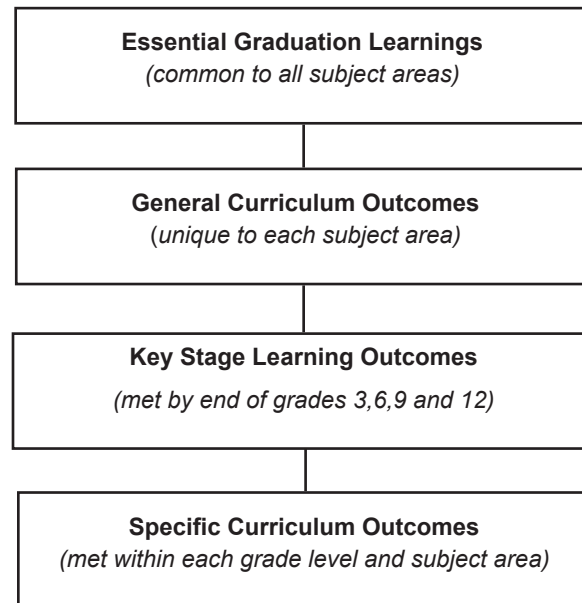 Essential Graduation Learnings
(common to all subject areas)
General Curriculum Outcomes
(unique to each subject area)
Key Stage Learning Outcomes
(met by end of grades 3,6,9 and 12)
Specific Curriculum Outcomes
(met within each grade level and subject area)